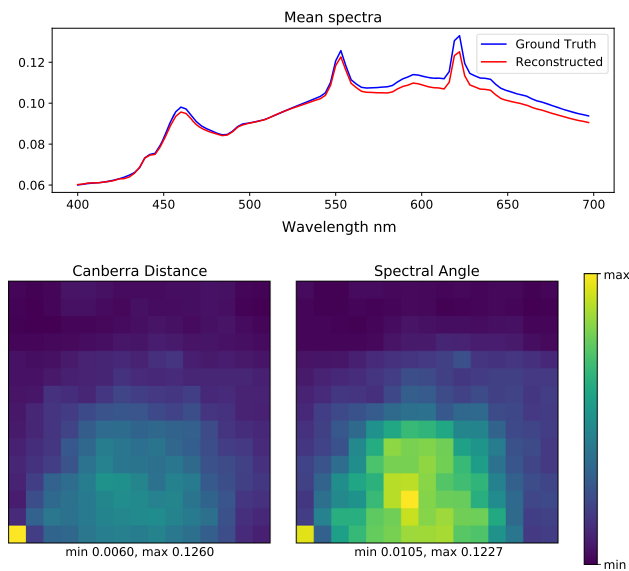 Mean spectra
Ground Truth
Reconstructed
0.12
0.10
0.08
0.06
400 450 500 550 600 650 700
Wavelength nm
Canberra Distance
Spectral Angle
max
min
min 0.0060, max 0.1260
min 0.0105, max 0.1227